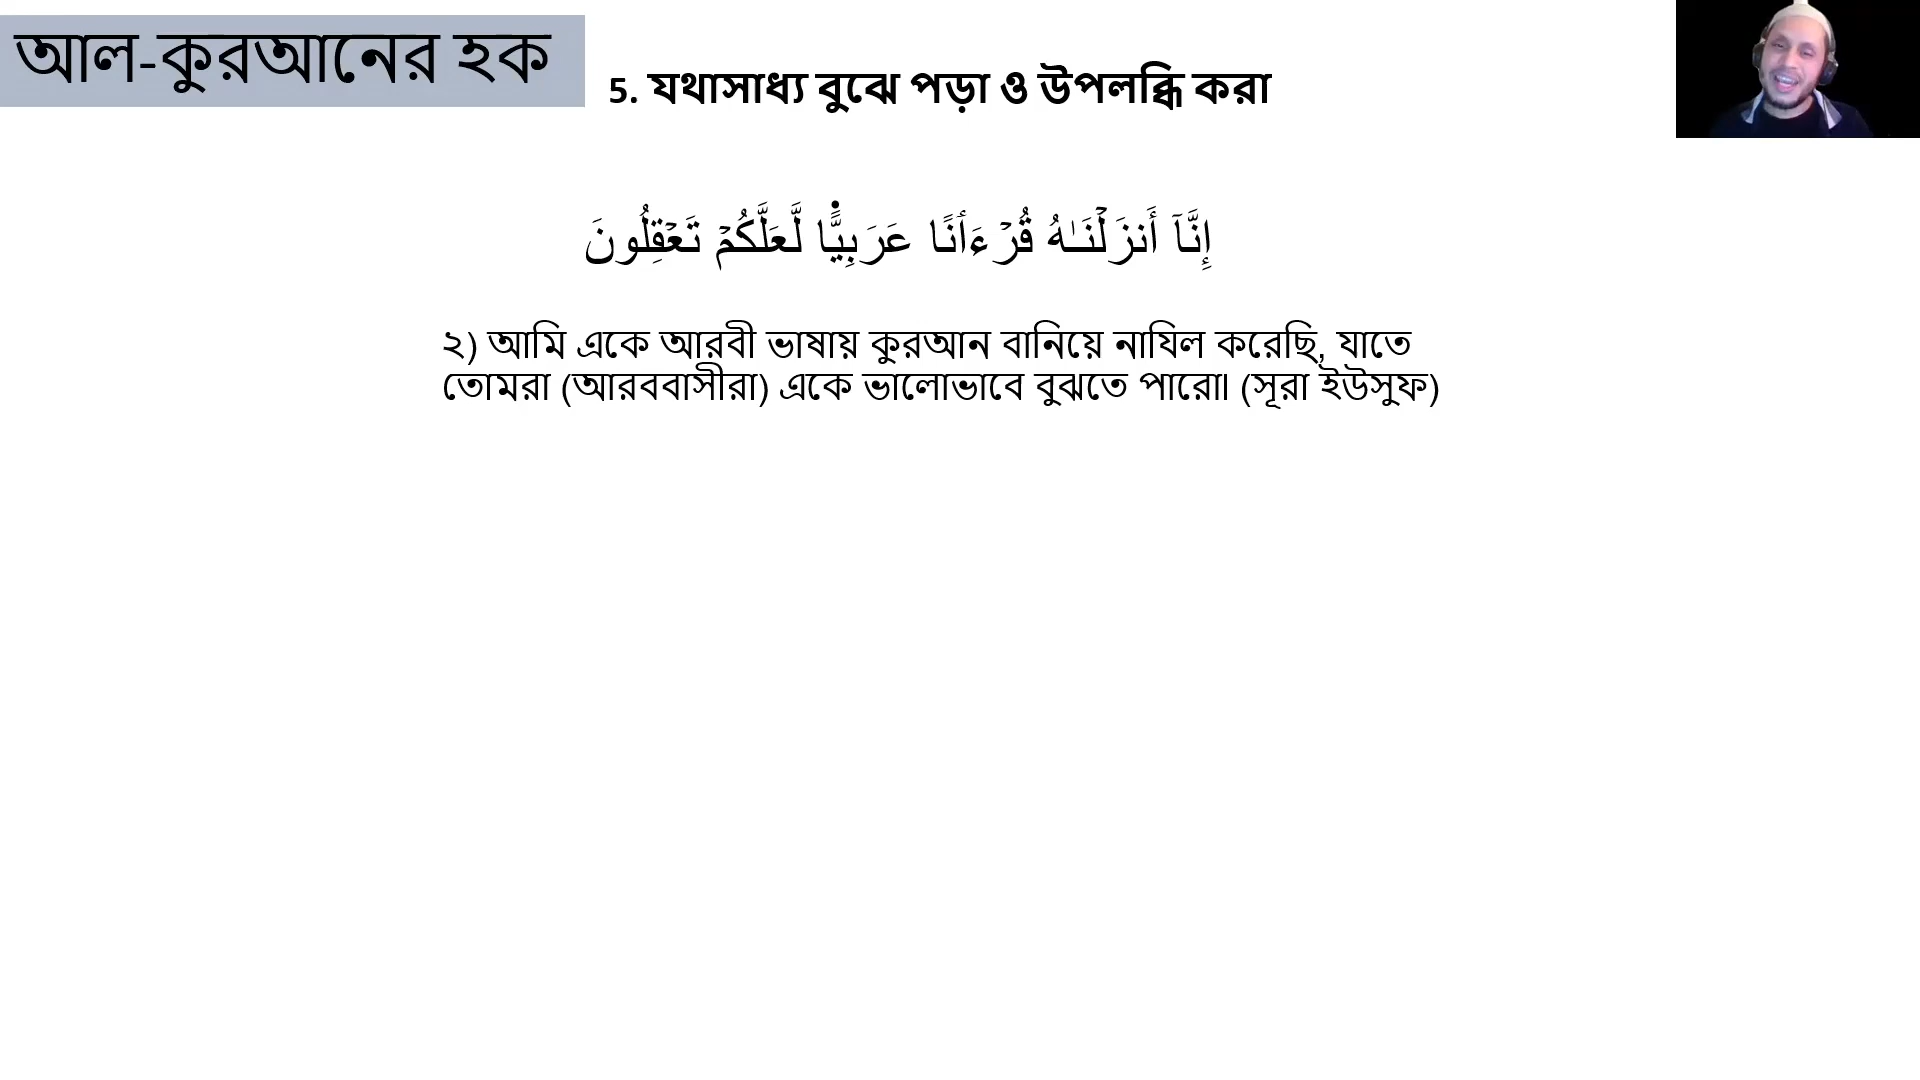 আল-কুরআনের হক
5. যথাসাধ্য বুঝে পড়া ও উপলব্ধি করা
إِنَّآ أَنزَلْنَـٰهُ قُرْءَٰنًا عَرَبِيًّۭا لَّعَلَّكُمْ تَعْقِلُونَ
২) আমি একে আরবী ভাষায় কুরআন বানিয়ে নাযিল করেছি, যাতে
তোমরা (আরববাসীরা) একে ভালোভাবে বুঝতে পারো। (সূরা ইউসুফ)